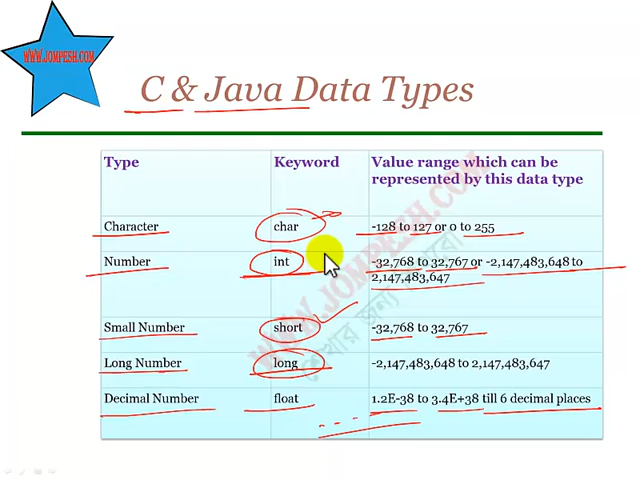 WWW.JOMPESH.COM
C & Java Data Types
Type Keyword Value range which can be
represented by this data type
Character char -128 to 127 or 0 to 255
Number int -32,768 to 32,767 or -2,147,483,648 to
2,147,483,647
Small Number short -32,768 to 32,767
Long Number long -2,147,483,648 to 2,147,483,647
Decimal Number float 1.2E-38 to 3.4E+38 till 6 decimal places
WWW.JOMPESH.COM
শেখার জন্য